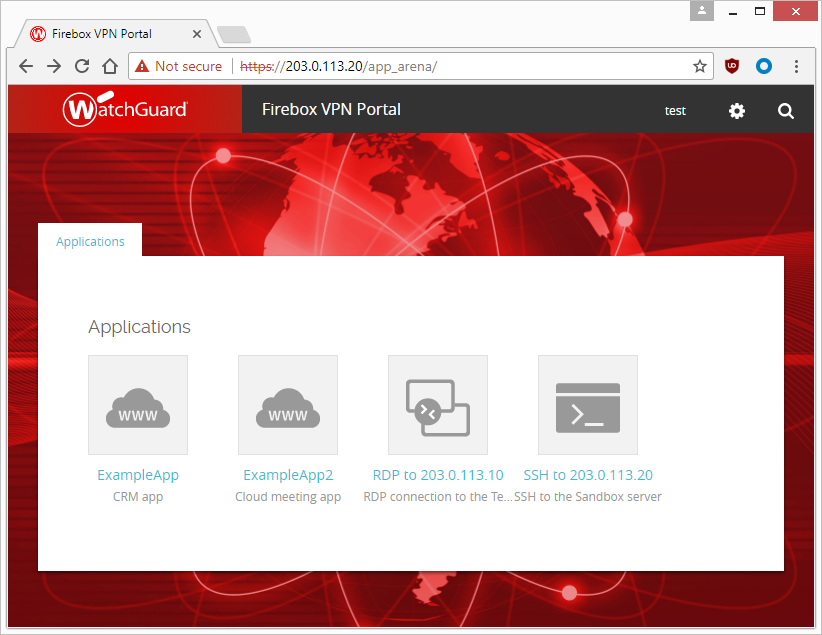 Firebox VPN Portal
Not secure https://203.0.113.20/app_arena/
WatchGuard Firebox VPN Portal test
Applications
Applications
www www
ExampleApp ExampleApp2 RDP to 203.0.113.10 SSH to 203.0.113.20
CRM app Cloud meeting app RDP connection to the Te... SSH to the Sandbox server